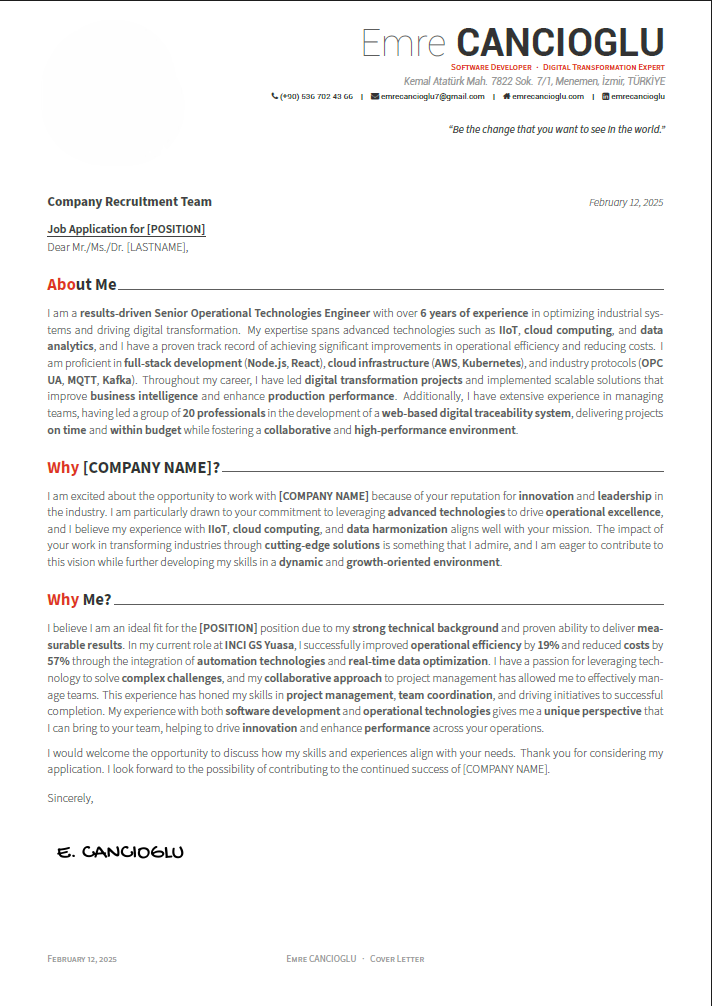 Emre CANCIOGLU
Software Developer · Digital Transformation Expert
Kemal Atatürk Mah. 7822 Sok. 7/1, Menemen, İzmir, TÜRKİYE
(+90) 536 702 43 66 | emrecancioglu7@gmail.com | emrecancioglu.com | emrecancioglu
“Be the change that you want to see in the world.”
Company Recruitment Team
February 12, 2025
Job Application for [POSITION]
Dear Mr./Ms./Dr. [LASTNAME],
About Me
I am a results-driven Senior Operational Technologies Engineer with over 6 years of experience in optimizing industrial sys-
tems and driving digital transformation. My expertise spans advanced technologies such as IIoT, cloud computing, and data
analytics, and I have a proven track record of achieving significant improvements in operational efficiency and reducing costs. I
am proficient in full-stack development (Node.js, React), cloud infrastructure (AWS, Kubernetes), and industry protocols (OPC
UA, MQTT, Kafka). Throughout my career, I have led digital transformation projects and implemented scalable solutions that
improve business intelligence and enhance production performance. Additionally, I have extensive experience in managing
teams, having led a group of 20 professionals in the development of a web-based digital traceability system, delivering projects
on time and within budget while fostering a collaborative and high-performance environment.
Why [COMPANY NAME]?
I am excited about the opportunity to work with [COMPANY NAME] because of your reputation for innovation and leadership in
the industry. I am particularly drawn to your commitment to leveraging advanced technologies to drive operational excellence,
and I believe my experience with IIoT, cloud computing, and data harmonization aligns well with your mission. The impact of
your work in transforming industries through cutting-edge solutions is something that I admire, and I am eager to contribute to
this vision while further developing my skills in a dynamic and growth-oriented environment.
Why Me?
I believe I am an ideal fit for the [POSITION] position due to my strong technical background and proven ability to deliver mea-
surable results. In my current role at INCI GS Yuasa, I successfully improved operational efficiency by 19% and reduced costs by
57% through the integration of automation technologies and real-time data optimization. I have a passion for leveraging tech-
nology to solve complex challenges, and my collaborative approach to project management has allowed me to effectively man-
age teams. This experience has honed my skills in project management, team coordination, and driving initiatives to successful
completion. My experience with both software development and operational technologies gives me a unique perspective that
I can bring to your team, helping to drive innovation and enhance performance across your operations.
I would welcome the opportunity to discuss how my skills and experiences align with your needs. Thank you for considering my
application. I look forward to the possibility of contributing to the continued success of [COMPANY NAME].
Sincerely,
E. CANCIOGLU
February 12, 2025
Emre CANCIOGLU · Cover Letter